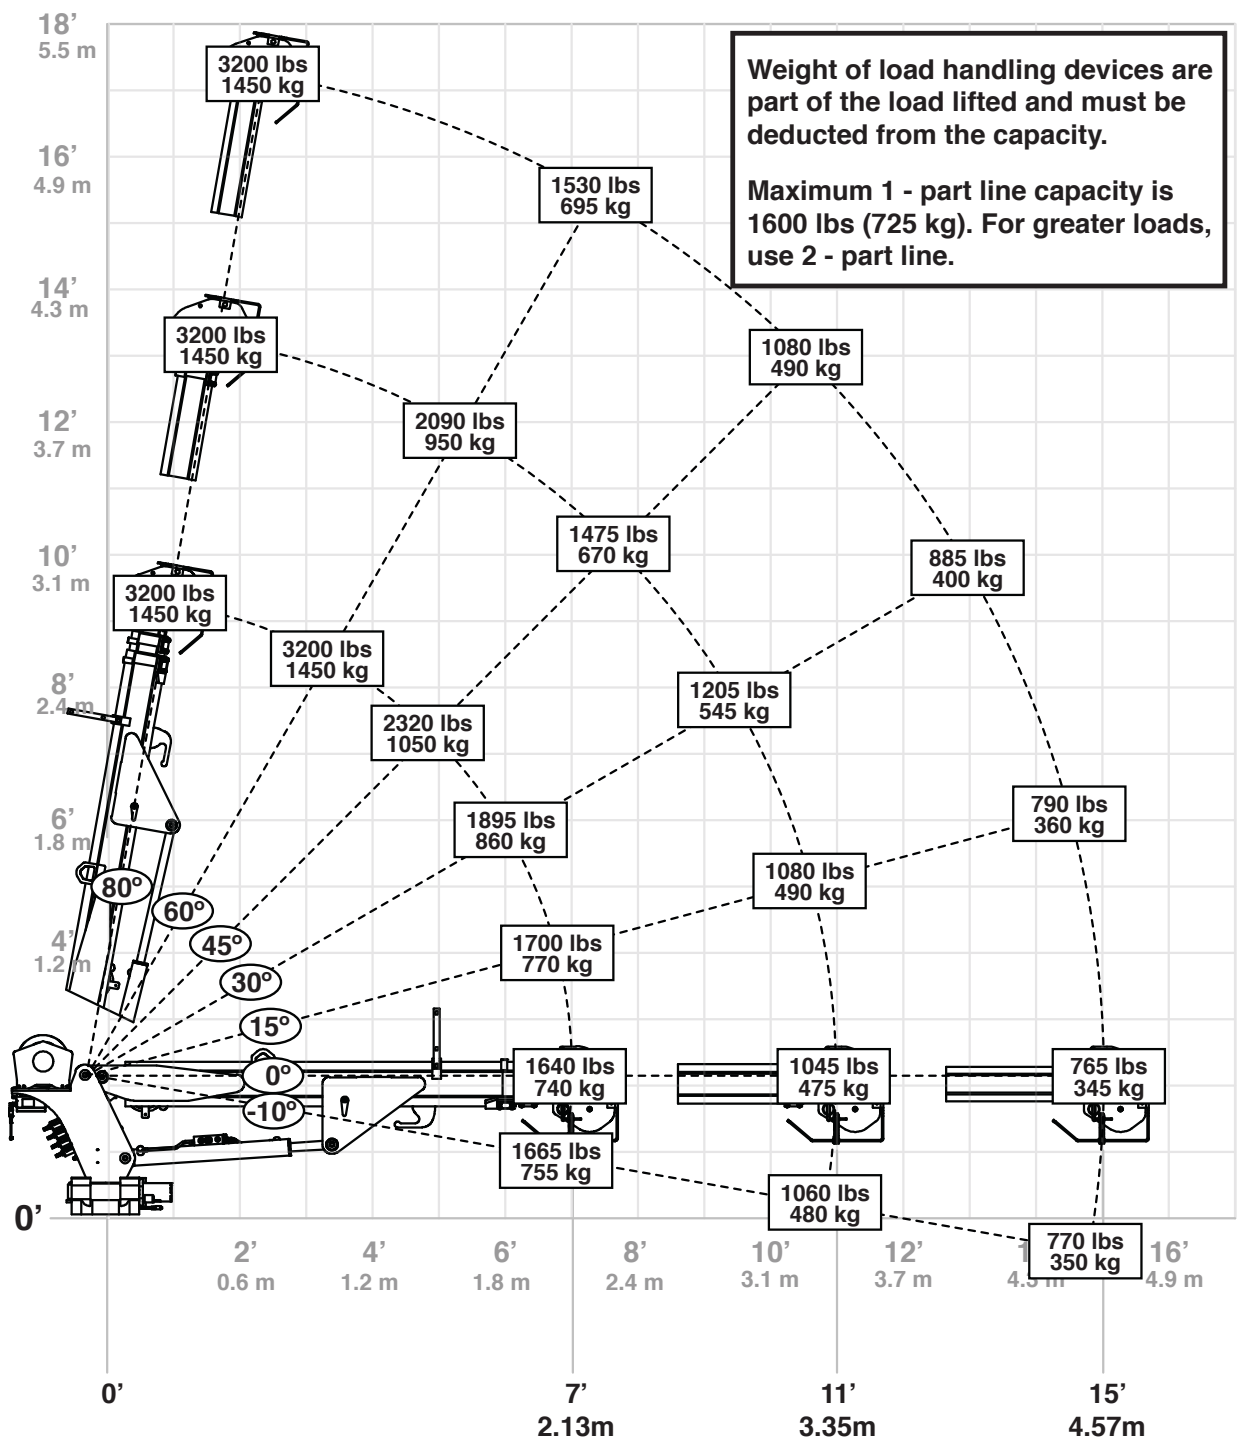 18’
5.5 m
3200 lbs
1450 kg
Weight of load handling devices are
part of the load lifted and must be
deducted from the capacity.
Maximum 1 - part line capacity is
1600 lbs (725 kg). For greater loads,
use 2 - part line.
16’
4.9 m
1530 lbs
695 kg
14’
4.3 m
3200 lbs
1450 kg
1080 lbs
490 kg
12’
3.7 m
2090 lbs
950 kg
10’
3.1 m
1475 lbs
670 kg
885 lbs
400 kg
3200 lbs
1450 kg
3200 lbs
1450 kg
8’
2.4 m
2320 lbs
1050 kg
1205 lbs
545 kg
6’
1.8 m
1895 lbs
860 kg
790 lbs
360 kg
80º
60º
45º
30º
15º
0º
-10º
1080 lbs
490 kg
4’
1.2 m
1700 lbs
770 kg
1640 lbs
740 kg
1045 lbs
475 kg
765 lbs
345 kg
1665 lbs
755 kg
1060 lbs
480 kg
770 lbs
350 kg
0’
2’
0.6 m
4’
1.2 m
6’
1.8 m
8’
2.4 m
10’
3.1 m
12’
3.7 m
16’
4.9 m
0’
7’
2.13m
11’
3.35m
15’
4.57m